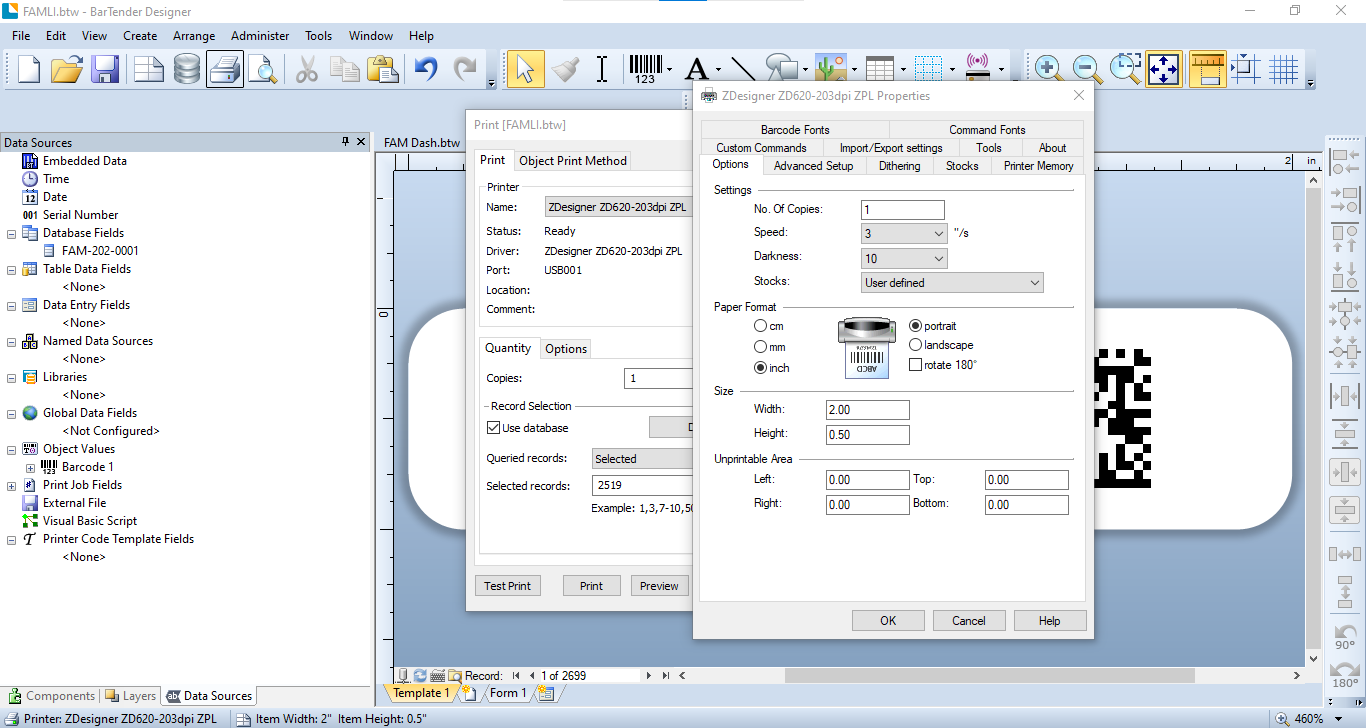 FAMLI.btw - BarTender Designer
File Edit View Create Arrange Administer Tools Window Help
123
Data Sources
Embedded Data
Time
12 Date
001 Serial Number
Database Fields
FAM-202-0001
Table Data Fields
<None>
Data Entry Fields
<None>
Named Data Sources
<None>
Libraries
<None>
Global Data Fields
<Not Configured>
Object Values
123 Barcode 1
# Print Job Fields
External File
Visual Basic Script
T Printer Code Template Fields
<None>
Components Layers abc Data Sources
FAM Dash.btw
2 in
0
Print [FAMLI.btw]
Print Object Print Method
Printer
Name: ZDesigner ZD620-203dpi ZPL
Status: Ready
Driver: ZDesigner ZD620-203dpi ZPL
Port: USB001
Location:
Comment:
Quantity Options
Copies: 1
Record Selection
Use database
Queried records: Selected
Selected records: 2519
Example: 1,3,7-10,50
Test Print Print Preview
ZDesigner ZD620-203dpi ZPL Properties
Barcode Fonts Command Fonts
Custom Commands Import/Export settings Tools About
Options Advanced Setup Dithering Stocks Printer Memory
Settings
No. Of Copies: 1
Speed: 3 "/s
Darkness: 10
Stocks: User defined
Paper Format
cm
mm
inch
ABCD
portrait
landscape
rotate 180°
Size
Width: 2.00
Height: 0.50
Unprintable Area
Left: 0.00 Top: 0.00
Right: 0.00 Bottom: 0.00
OK Cancel Help
90°
180°
Record: 1 of 2699
Template 1 Form 1
Printer: ZDesigner ZD620-203dpi ZPL Item Width: 2" Item Height: 0.5" 460%